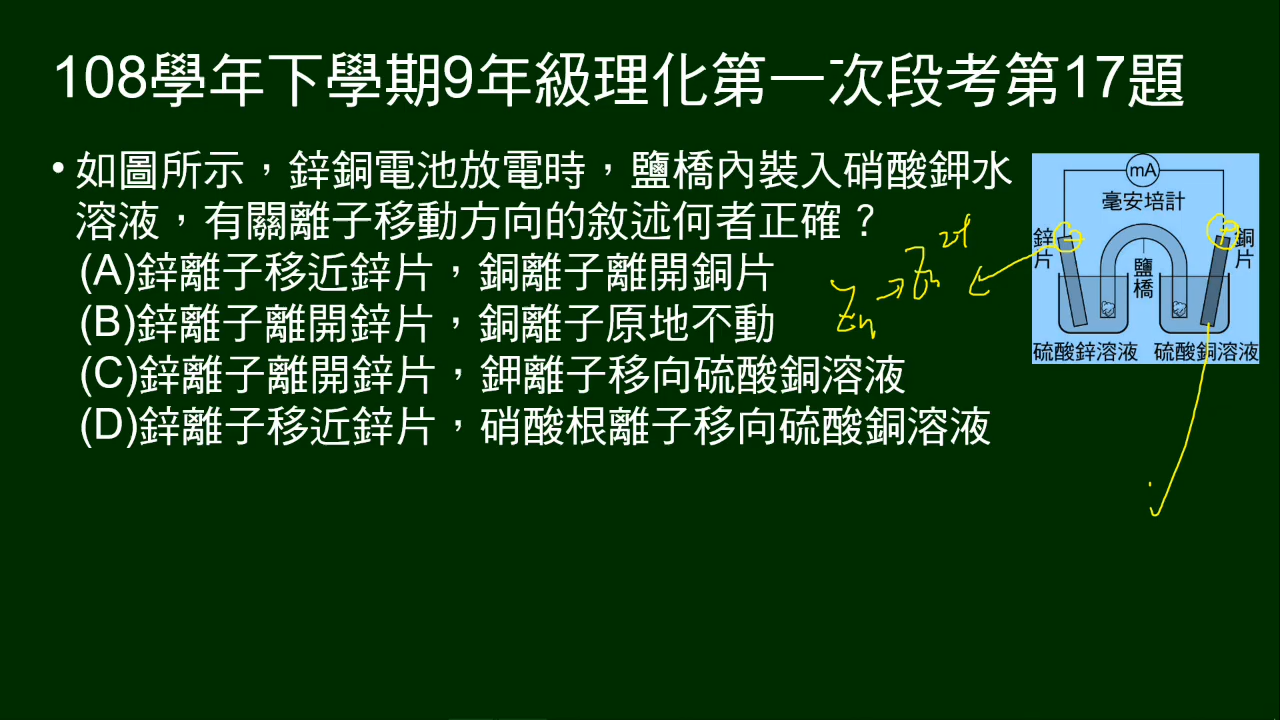 108學年下學期9年級理化第一次段考第17題
• 如圖所示，鋅銅電池放電時，鹽橋內裝入硝酸鉀水
溶液，有關離子移動方向的敘述何者正確？
(A)鋅離子移近鋅片，銅離子離開銅片
(B)鋅離子離開鋅片，銅離子原地不動
(C)鋅離子離開鋅片，鉀離子移向硫酸銅溶液
(D)鋅離子移近鋅片，硝酸根離子移向硫酸銅溶液
mA
毫安培計
鋅片
鹽橋
銅片
硫酸鋅溶液
硫酸銅溶液
Zn → Zn 2+